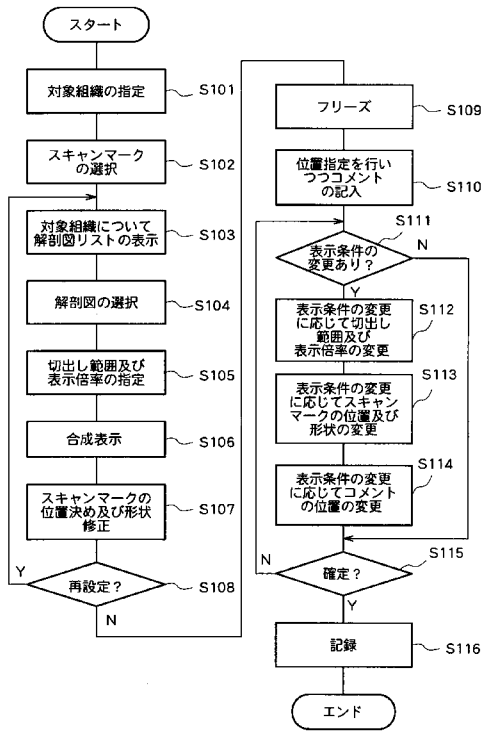 スタート
対象組織の指定
S101
スキャンマーク
の選択
S102
対象組織について
解剖図リストの表示
S103
解剖図の選択
S104
切出し範囲及び
表示倍率の指定
S105
合成表示
S106
スキャンマークの
位置決め及び形状
修正
S107
再設定？
S108
Y
N
フリーズ
S109
位置指定を行い
つつコメント
の記入
S110
表示条件の
変更あり？
S111
N
Y
表示条件の変更
に応じて切出し
範囲及び
表示倍率の変更
S112
表示条件の変更
に応じてスキャン
マークの位置及び
形状の変更
S113
表示条件の変更
に応じてコメント
の位置の変更
S114
確定？
S115
N
Y
記録
S116
エンド